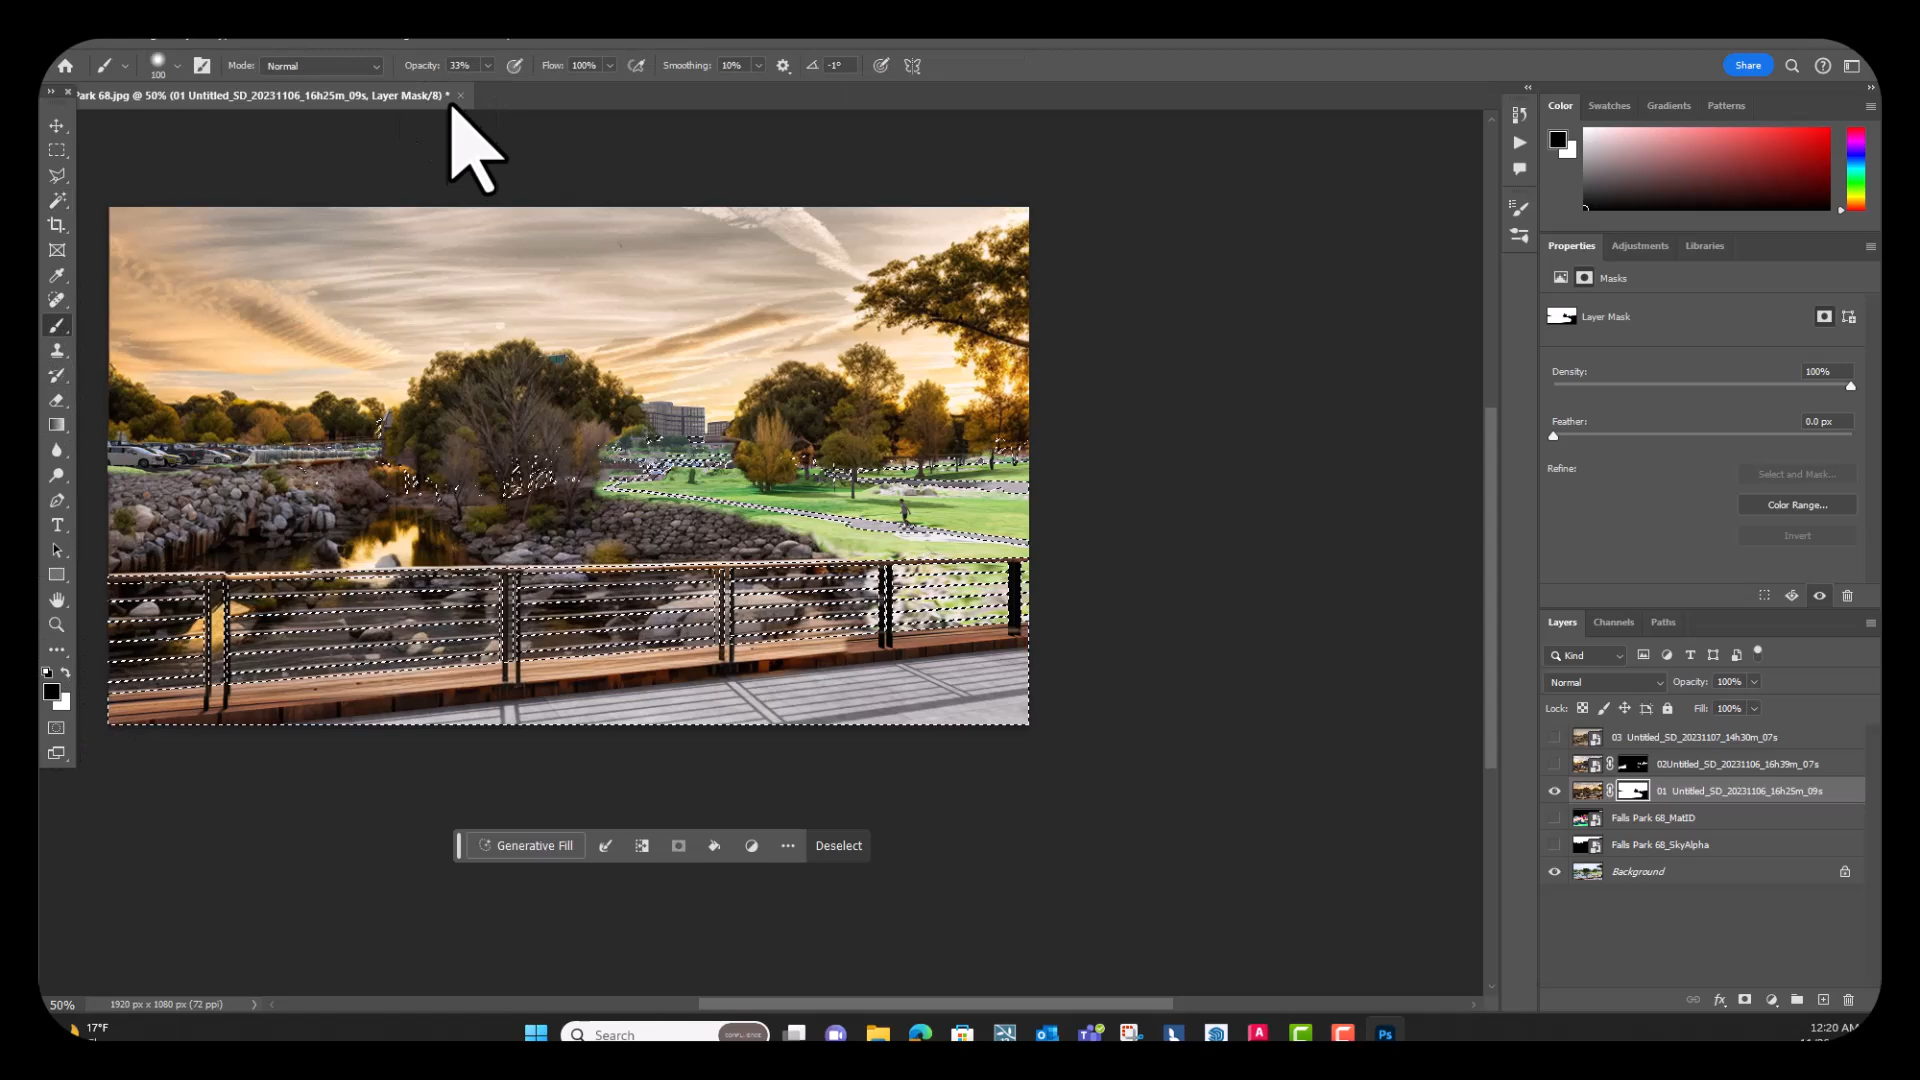 100
Mode: Normal
Opacity: 33%
Flow: 100%
Smoothing: 10%
-1°
Share
Park 68.jpg @ 50% (01 Untitled_SD_20231106_16h25m_09s, Layer Mask/8) *
Color
Swatches
Gradients
Patterns
Properties
Adjustments
Libraries
Masks
Layer Mask
Density:
100%
Feather:
0.0 px
Refine:
Select and Mask...
Color Range...
Invert
Layers
Channels
Paths
Kind
Normal
Opacity: 100%
Lock:
Fill: 100%
03 Untitled_SD_20231107_14h30m_07s
02Untitled_SD_20231106_16h39m_07s
01 Untitled_SD_20231106_16h25m_09s
Falls Park 68_MatID
Falls Park 68_SkyAlpha
Background
Generative Fill
Deselect
50%
1920 px x 1080 px (72 ppi)
17°F
Search
Ps
12:20 AM